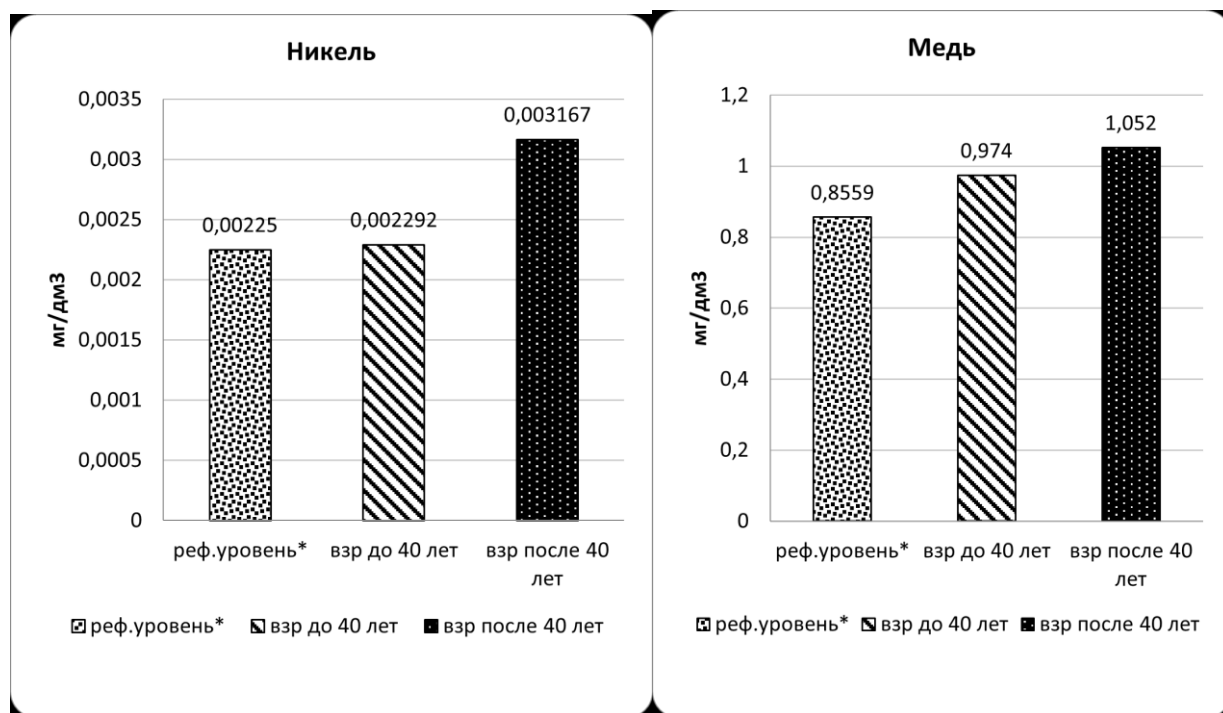 Никель
0,0035
0,003
0,0025
0,002
0,0015
0,001
0,0005
0
мг/дм3
0,00225
0,002292
0,003167
реф.уровень*
взр до 40 лет
взр после 40
лет
реф.уровень* взр до 40 лет взр после 40 лет
Медь
1,2
1
0,8
0,6
0,4
0,2
0
мг/дм3
0,8559
0,974
1,052
реф.уровень*
взр до 40 лет
взр после 40
лет
реф.уровень* взр до 40 лет взр после 40 лет